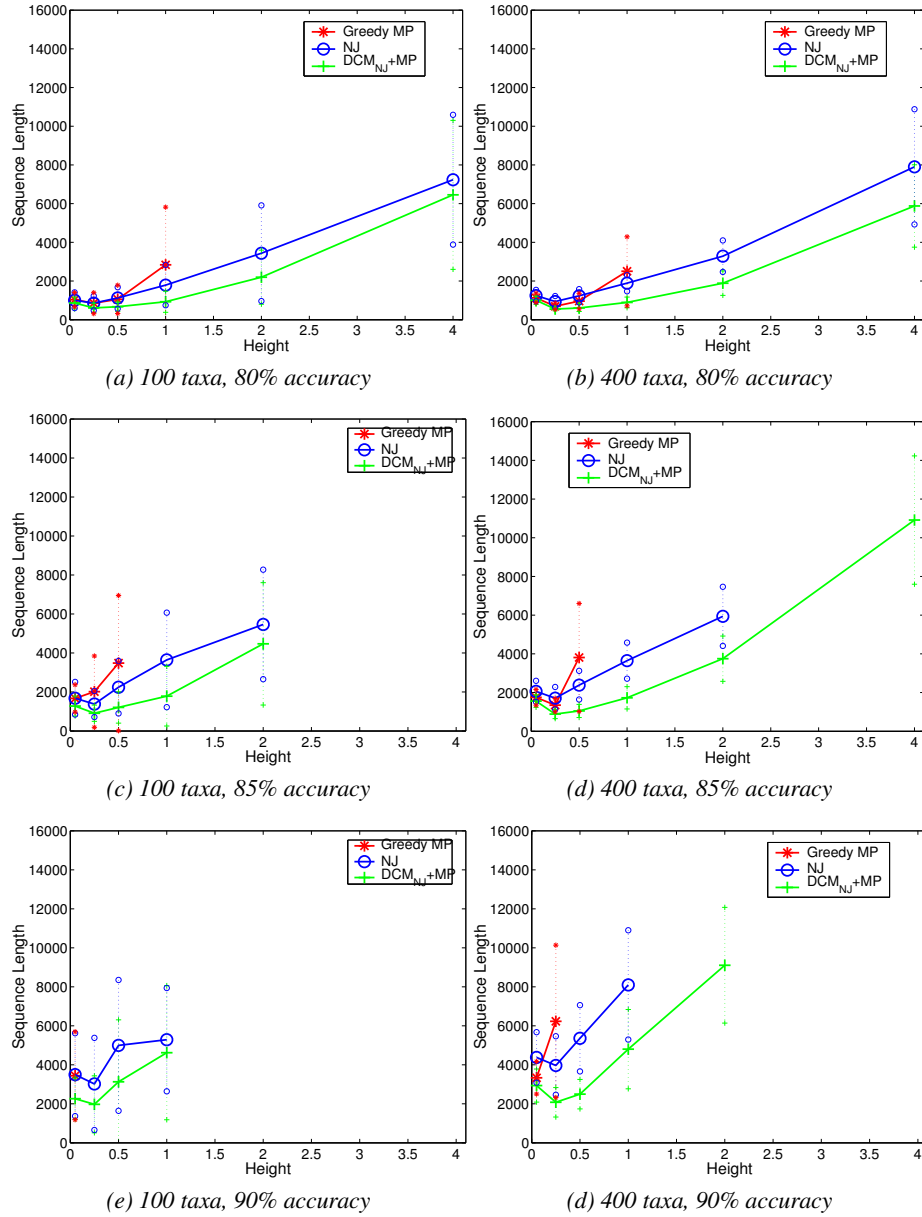 16000
14000
12000
10000
8000
6000
4000
2000
0
Sequence Length
Greedy MP
NJ
DCM_NJ+MP
0 0.5 1 1.5 2 2.5 3 3.5 4
Height
(a) 100 taxa, 80% accuracy
16000
14000
12000
10000
8000
6000
4000
2000
0
Sequence Length
Greedy MP
NJ
DCM_NJ+MP
0 0.5 1 1.5 2 2.5 3 3.5 4
Height
(b) 400 taxa, 80% accuracy
16000
14000
12000
10000
8000
6000
4000
2000
0
Sequence Length
Greedy MP
NJ
DCM_NJ+MP
0 0.5 1 1.5 2 2.5 3 3.5 4
Height
(c) 100 taxa, 85% accuracy
16000
14000
12000
10000
8000
6000
4000
2000
0
Sequence Length
Greedy MP
NJ
DCM_NJ+MP
0 0.5 1 1.5 2 2.5 3 3.5 4
Height
(d) 400 taxa, 85% accuracy
16000
14000
12000
10000
8000
6000
4000
2000
0
Sequence Length
Greedy MP
NJ
DCM_NJ+MP
0 0.5 1 1.5 2 2.5 3 3.5 4
Height
(e) 100 taxa, 90% accuracy
16000
14000
12000
10000
8000
6000
4000
2000
0
Sequence Length
Greedy MP
NJ
DCM_NJ+MP
0 0.5 1 1.5 2 2.5 3 3.5 4
Height
(d) 400 taxa, 90% accuracy